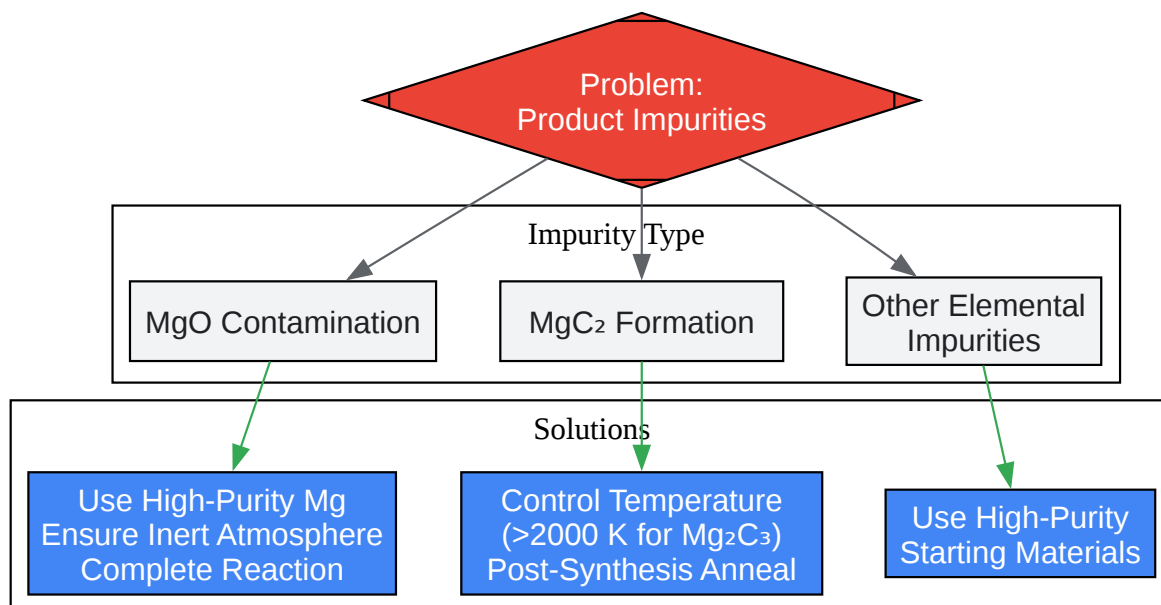 Problem:
Product Impurities
Impurity Type
MgO Contamination
MgC₂ Formation
Other Elemental
Impurities
Solutions
Use High-Purity Mg
Ensure Inert Atmosphere
Complete Reaction
Control Temperature
(>2000 K for Mg₂C₃)
Post-Synthesis Anneal
Use High-Purity
Starting Materials